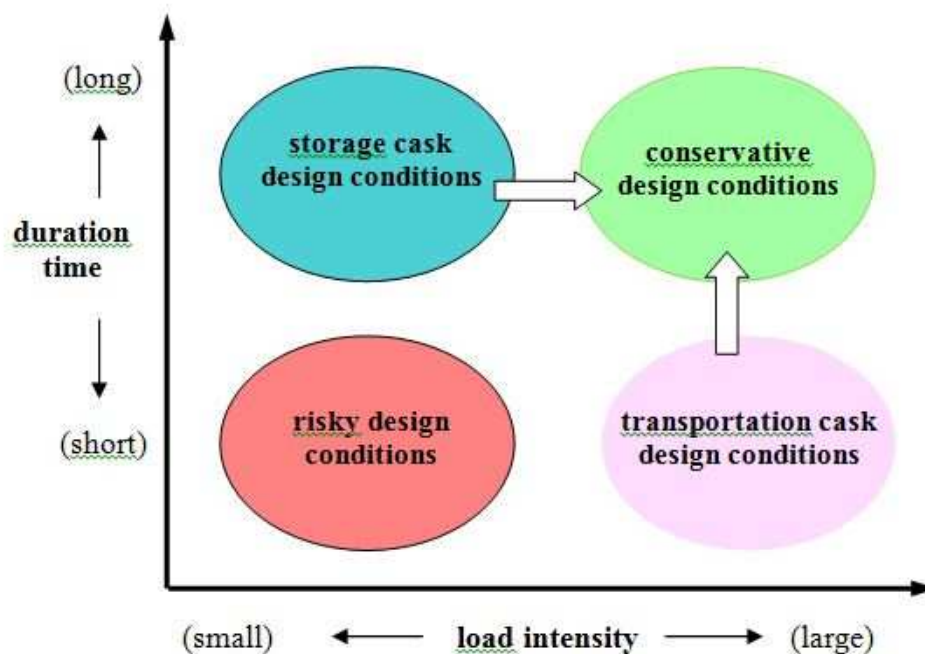 (long)
storage cask
design conditions
conservative
design conditions
duration
time
(short)
risky design
conditions
transportation cask
design conditions
(small)
load intensity
(large)